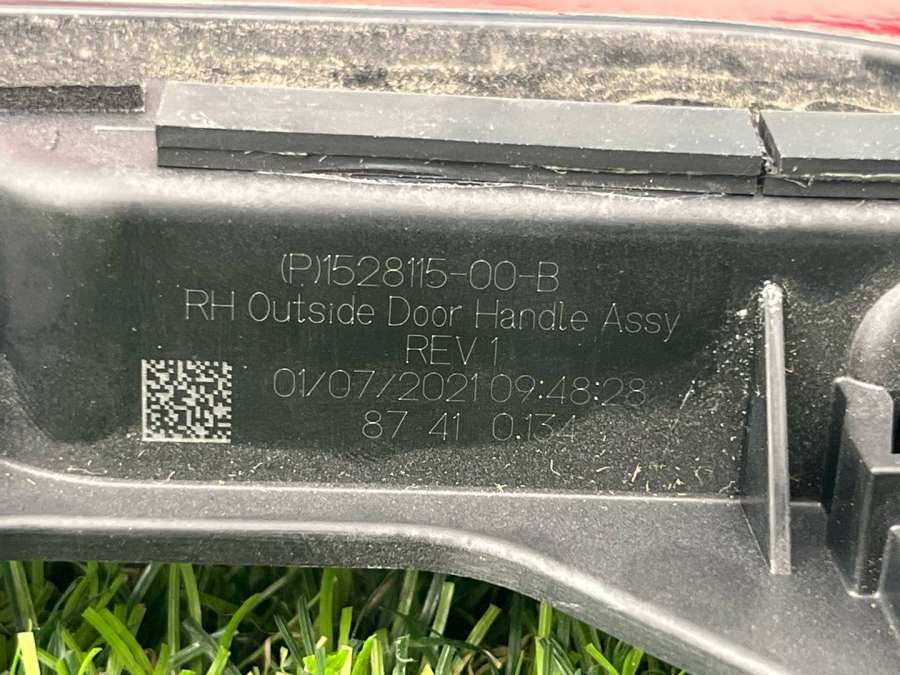 (P)1528115-00-B
RH Outside Door Handle Assy
REV 1
01/07/2021 09:48:28
87 41 0.134